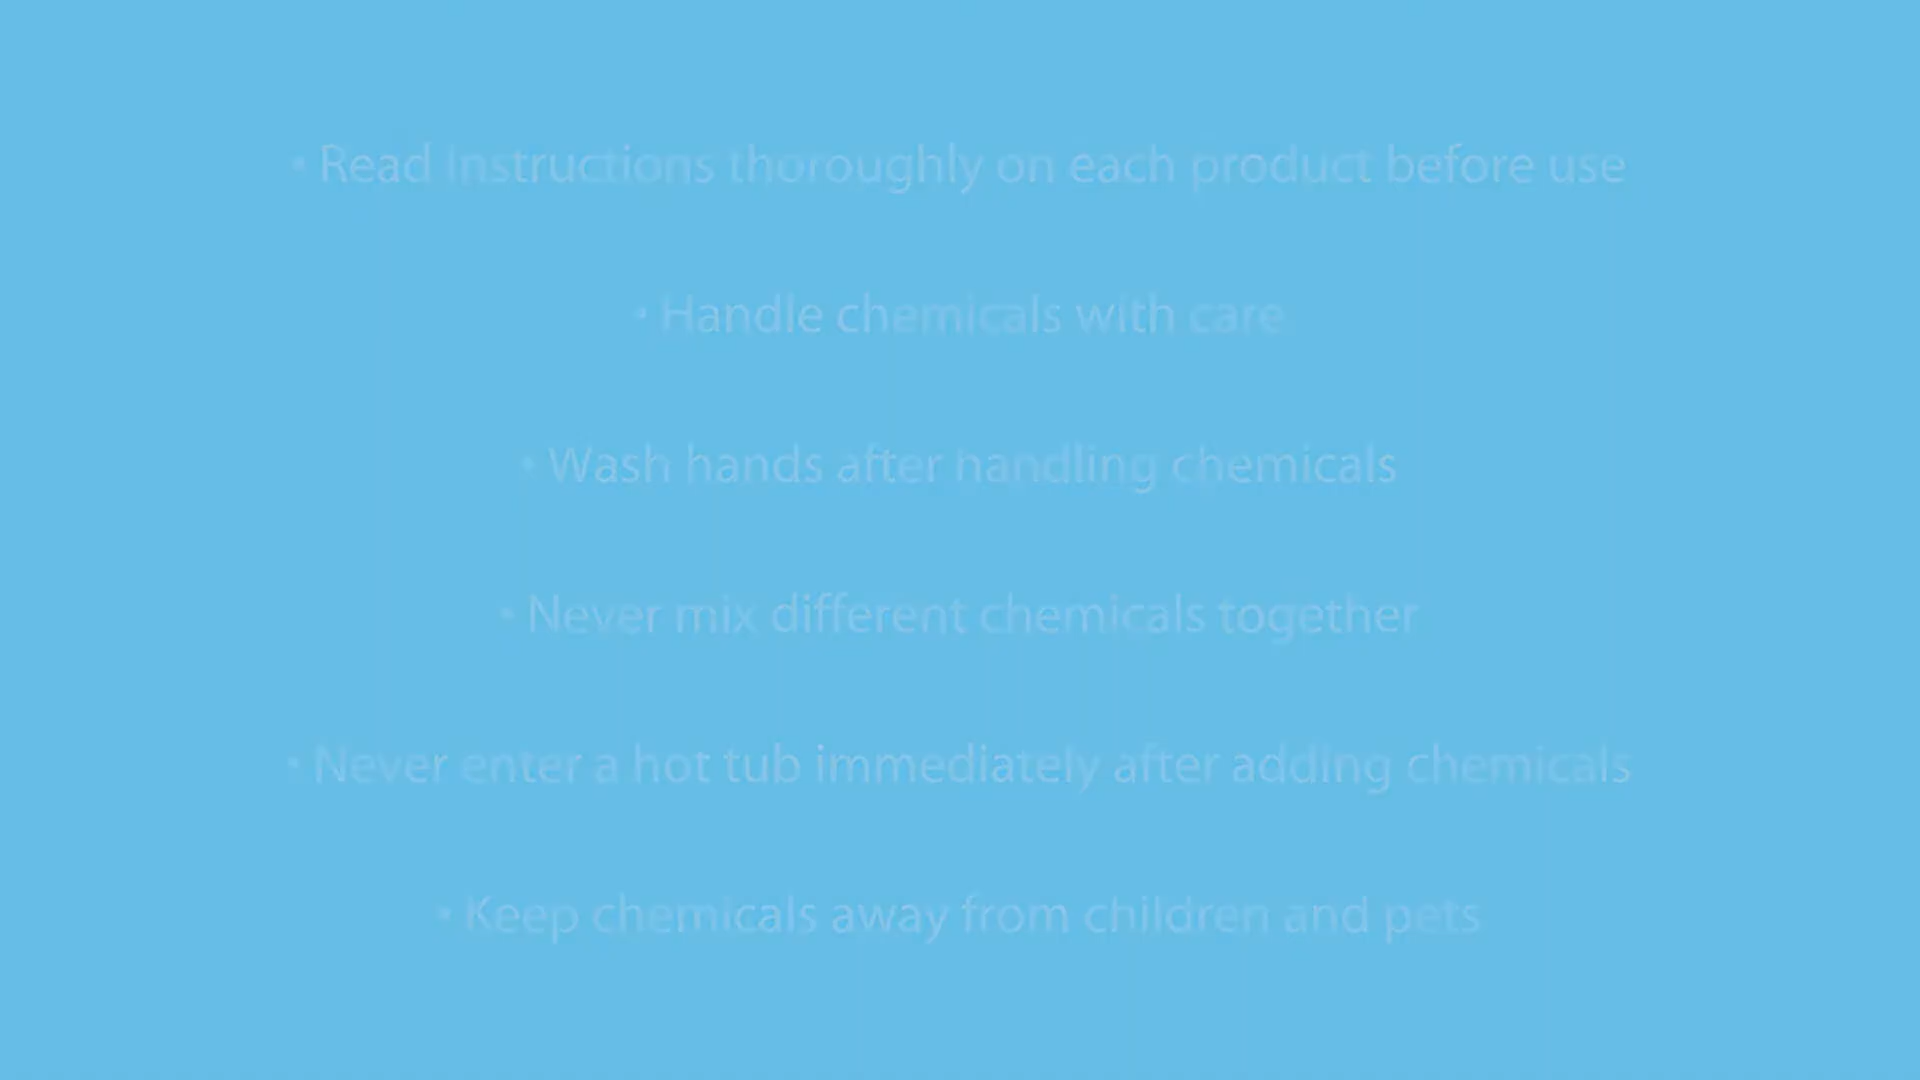 • Read instructions thoroughly on each product before use
• Handle chemicals with care
• Wash hands after handling chemicals
• Never mix different chemicals together
• Never enter a hot tub immediately after adding chemicals
• Keep chemicals away from children and pets